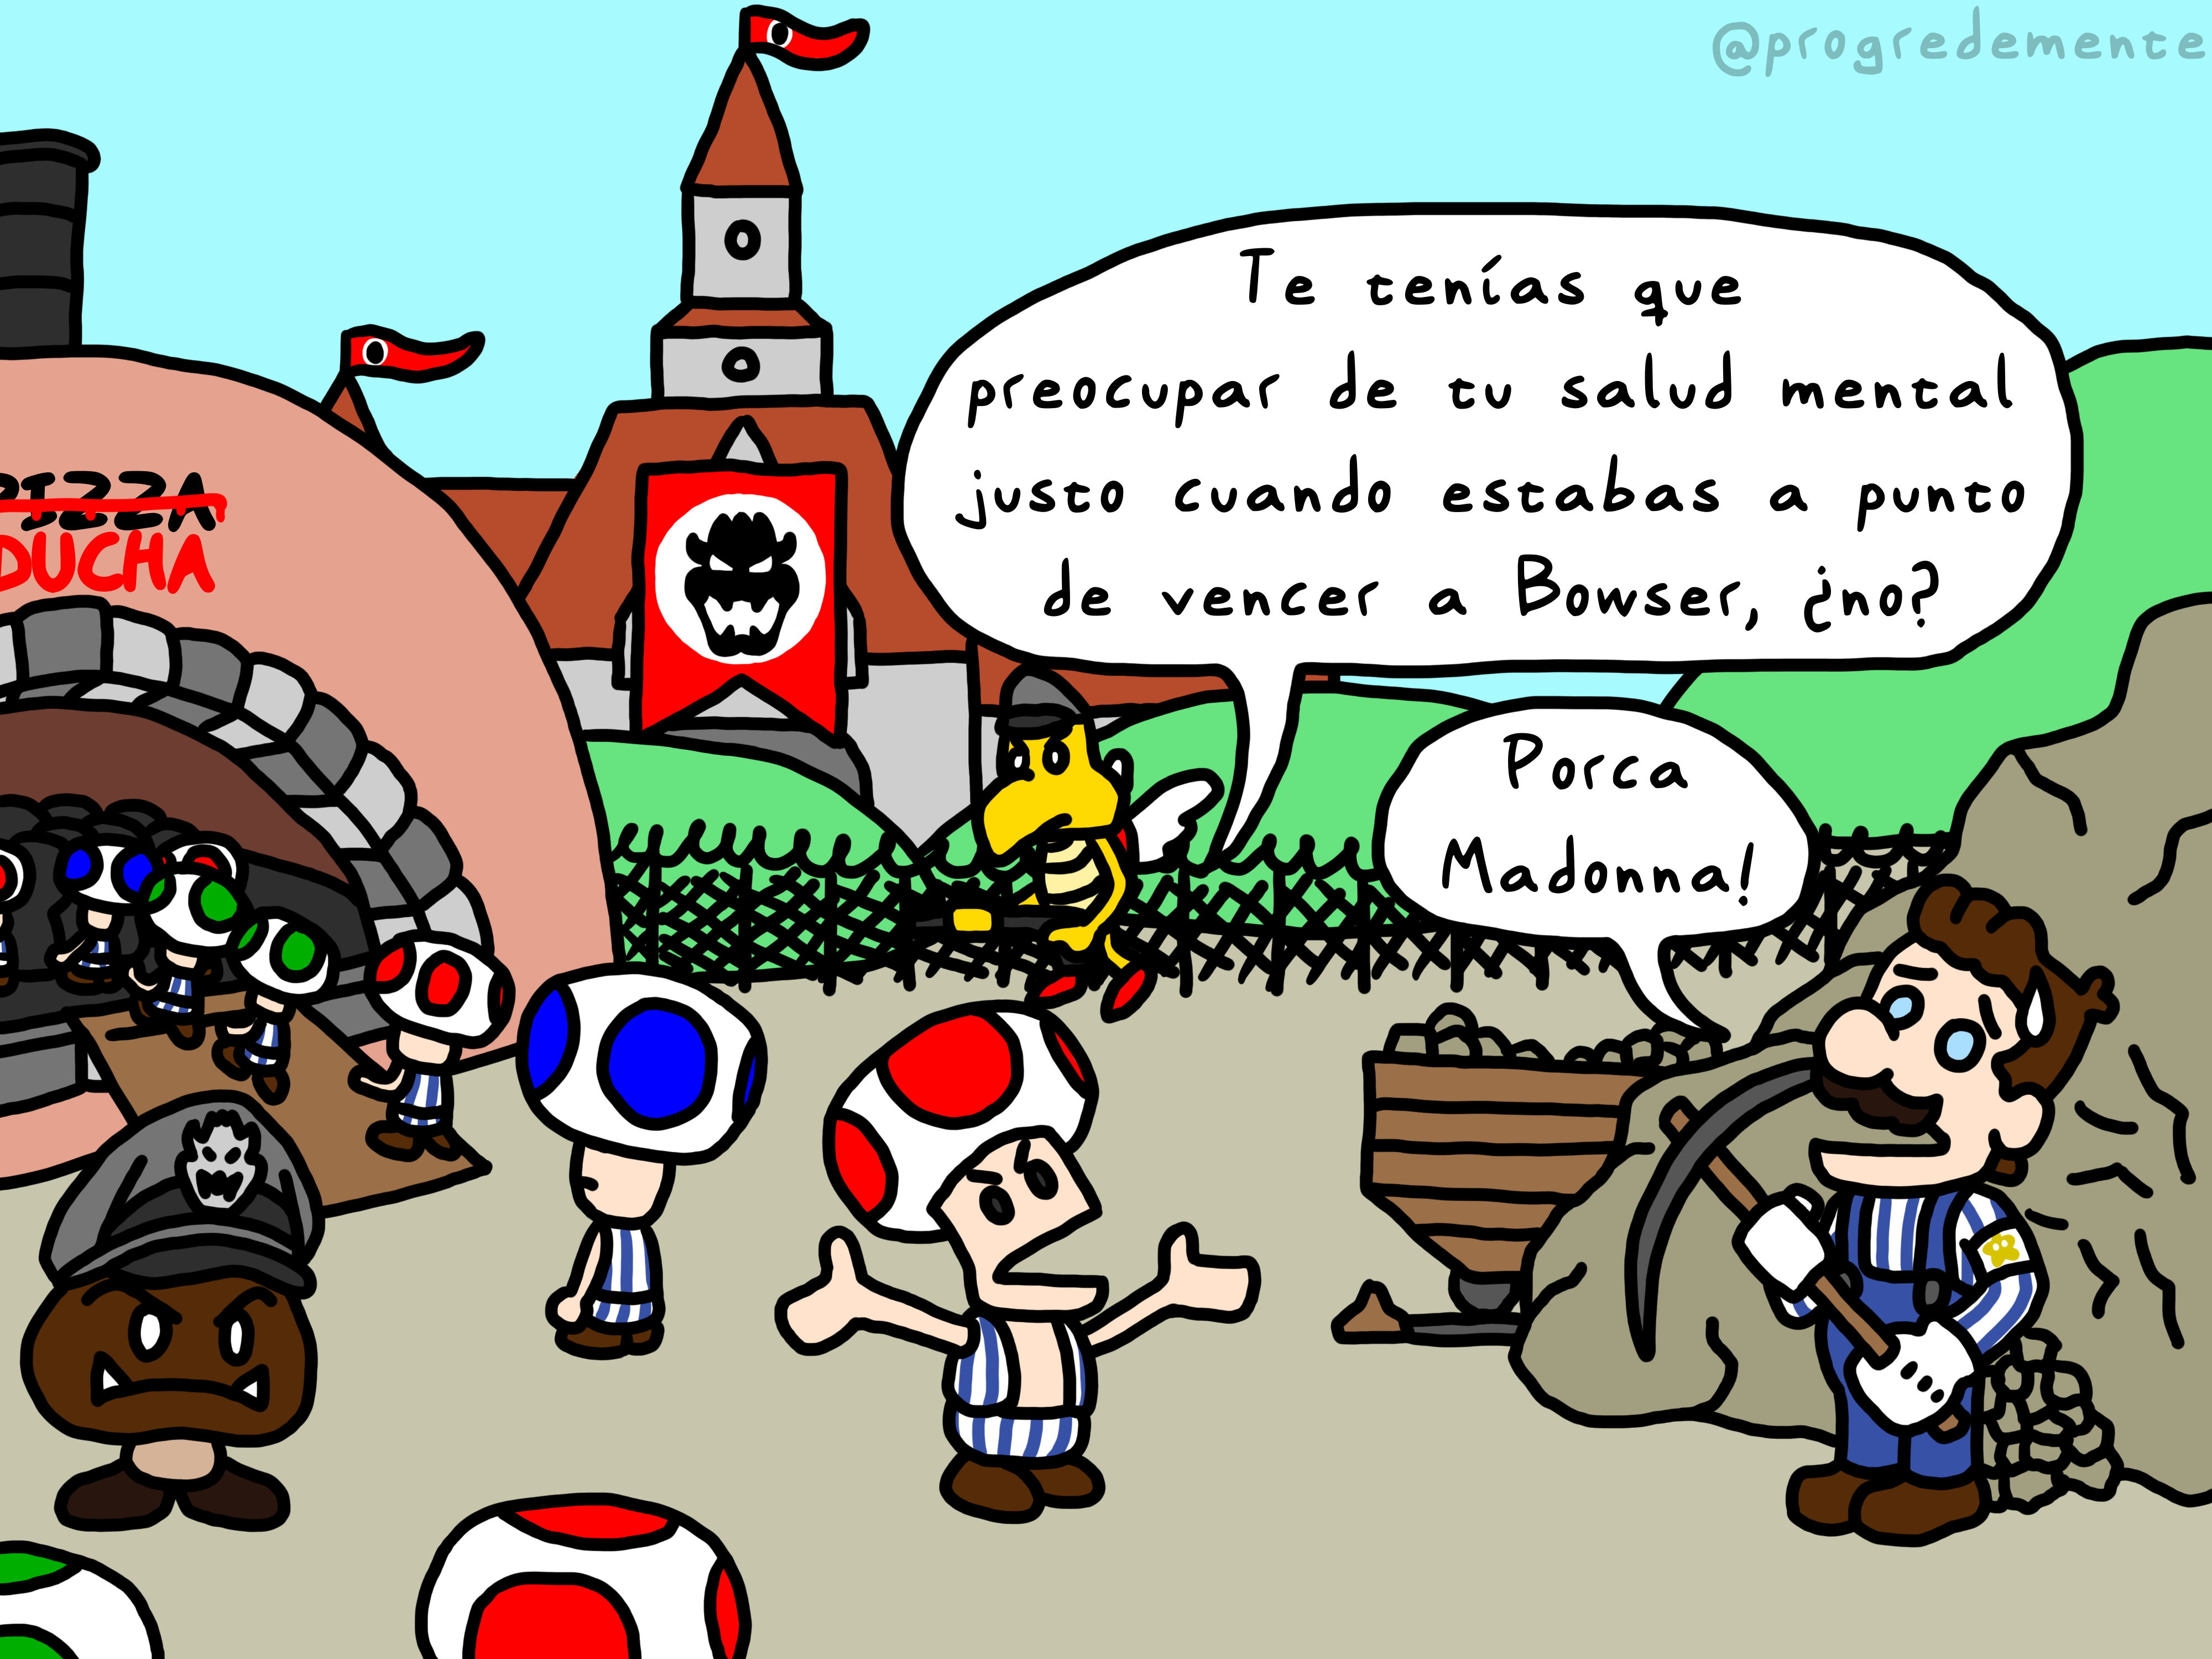 @progredemente
Te tenías que
preocupar de tu salud mental
justo cuando estabas a punto
de vencer a Bowser, ¿no?
PIZZA
DUCHA
Porca
Madonna!